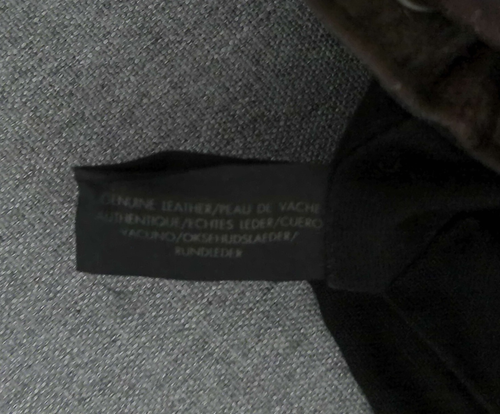 GENUINE LEATHER/PEAU DE VACHE
AUTHENTIQUE/ECHTES LEDER/CUERO
VACUNO/OKSEHUDSLAEDER/
RUNDLEDER